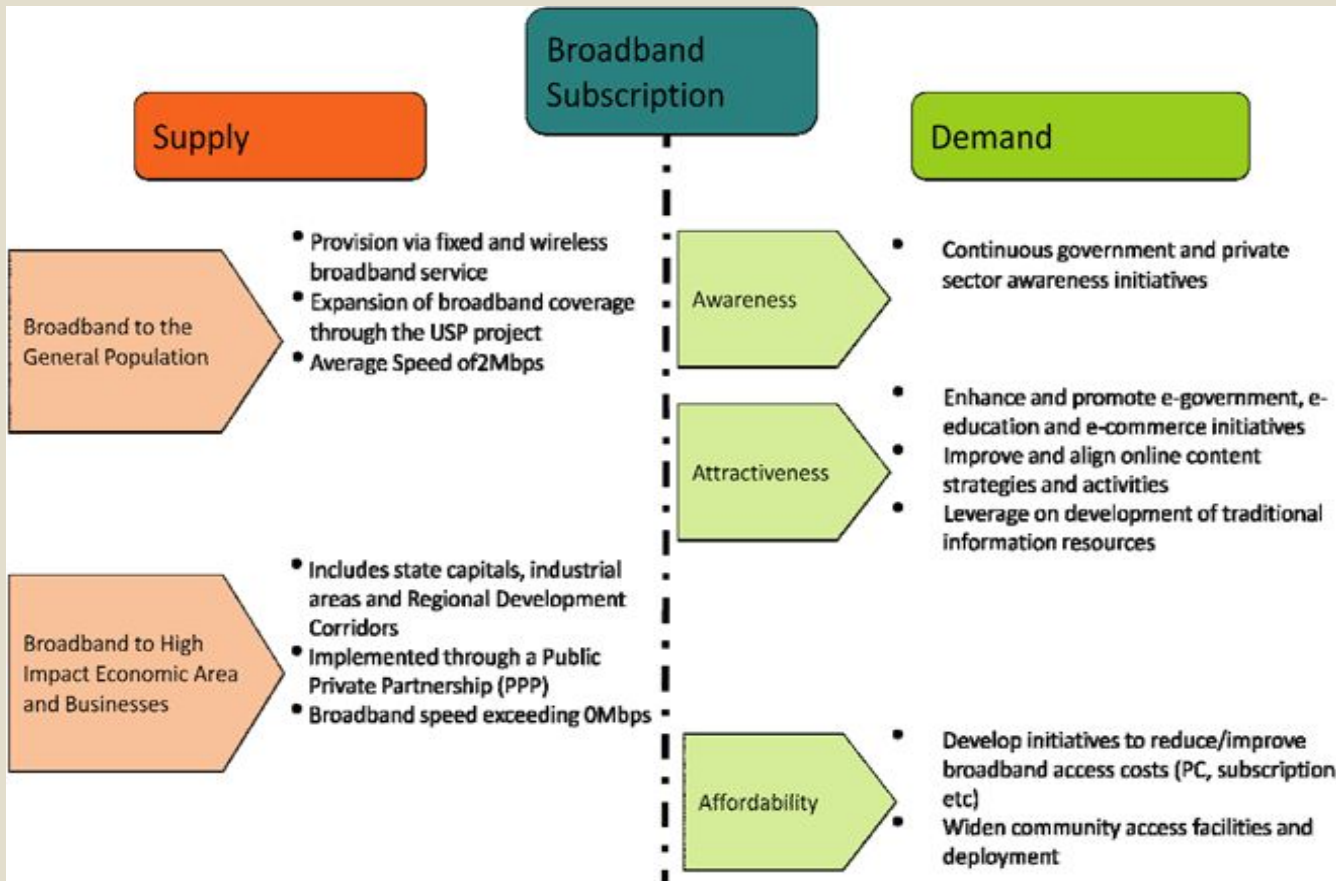 Broadband
Subscription
Supply
Demand
Broadband to the
General Population
• Provision via fixed and wireless
broadband service
• Expansion of broadband coverage
through the USP project
• Average Speed of2Mbps
Broadband to High
Impact Economic Area
and Businesses
• Includes state capitals, industrial
areas and Regional Development
Corridors
• Implemented through a Public
Private Partnership (PPP)
• Broadband speed exceeding 0Mbps
Awareness
• Continuous government and private
sector awareness initiatives
Attractiveness
• Enhance and promote e-government, e-
education and e-commerce initiatives
• Improve and align online content
strategies and activities
• Leverage on development of traditional
information resources
Affordability
• Develop initiatives to reduce/improve
broadband access costs (PC, subscription
etc)
• Widen community access facilities and
deployment